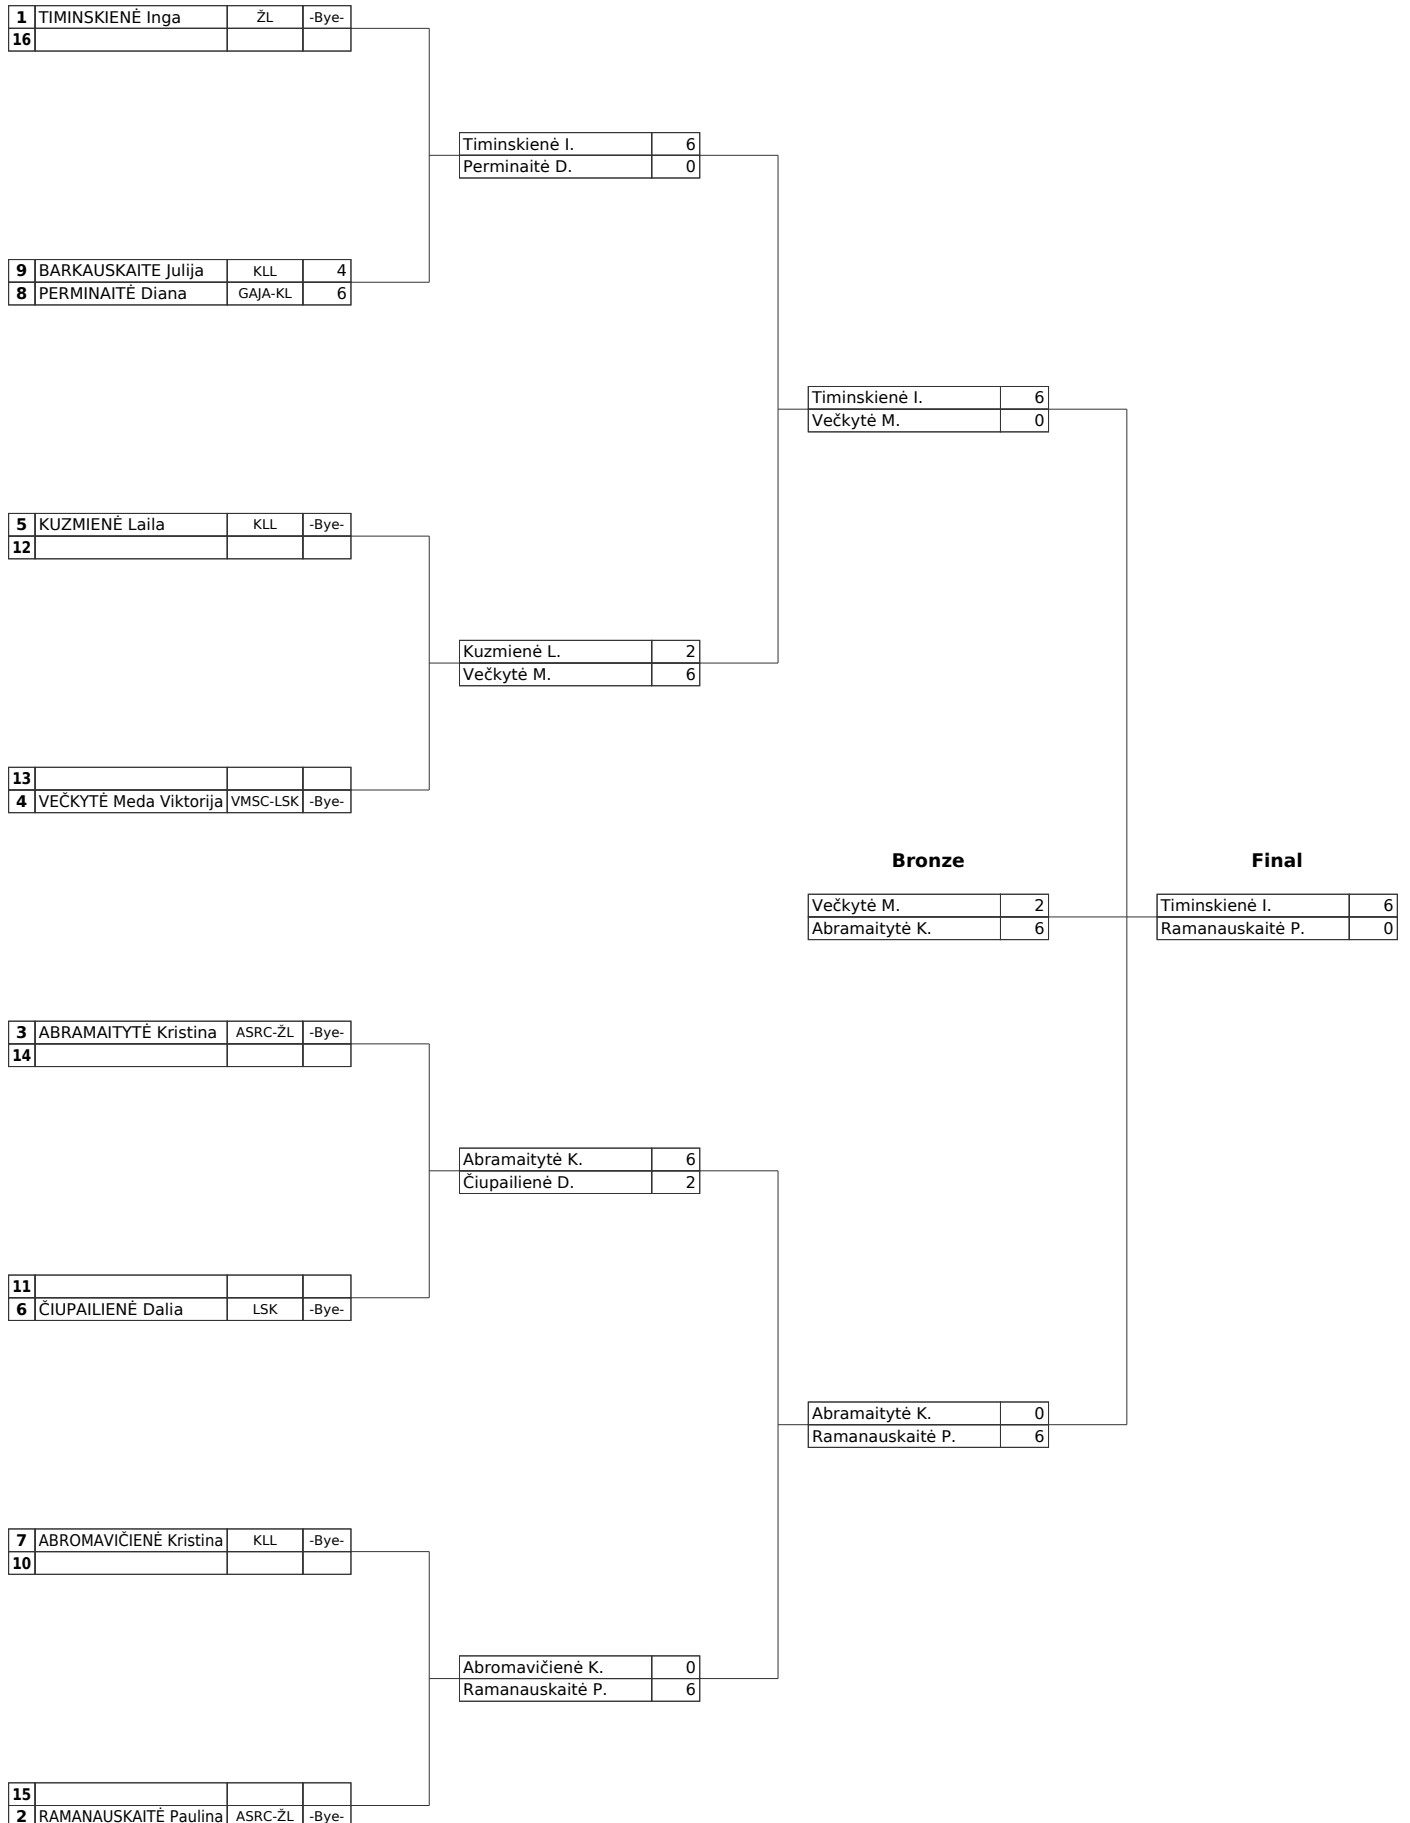 1 TIMINSKIENĖ Inga ŽL -Bye-
16
Timinskienė I. 6
Perminaitė D. 0
9 BARKAUSKAITE Julija KLL 4
8 PERMINAITĖ Diana GAJA-KL 6
Timinskienė I. 6
Večkytė M. 0
5 KUZMIENĖ Laila KLL -Bye-
12
Kuzmienė L. 2
Večkytė M. 6
13
4 VEČKYTĖ Meda Viktorija VMSC-LSK -Bye-
Bronze Final
Večkytė M. 2 Timinskienė I. 6
Abramaitytė K. 6 Ramanauskaitė P. 0
3 ABRAMAITYTĖ Kristina ASRC-ŽL -Bye-
14
Abramaitytė K. 6
Čiupailienė D. 2
11
6 ČIUPAILIENĖ Dalia LSK -Bye-
Abramaitytė K. 0
Ramanauskaitė P. 6
7 ABROMAVIČIENĖ Kristina KLL -Bye-
10
Abromavičienė K. 0
Ramanauskaitė P. 6
15
2 RAMANAUSKAITĖ Paulina ASRC-ŽL -Bye-